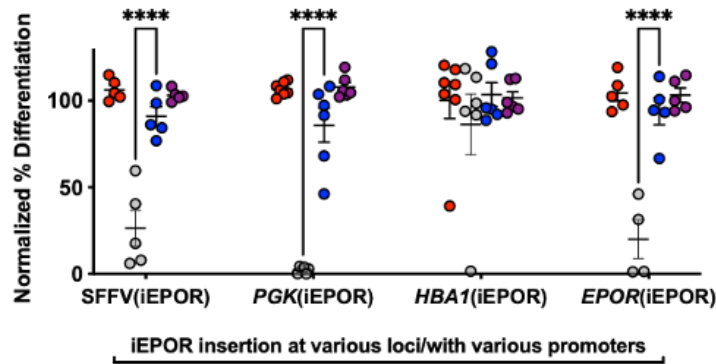 **** **** ****
Normalized % Differentiation
100
50
0
SFFV(iEPOR) PGK(iEPOR) HBA1(iEPOR) EPOR(iEPOR)
iEPOR insertion at various loci/with various promoters